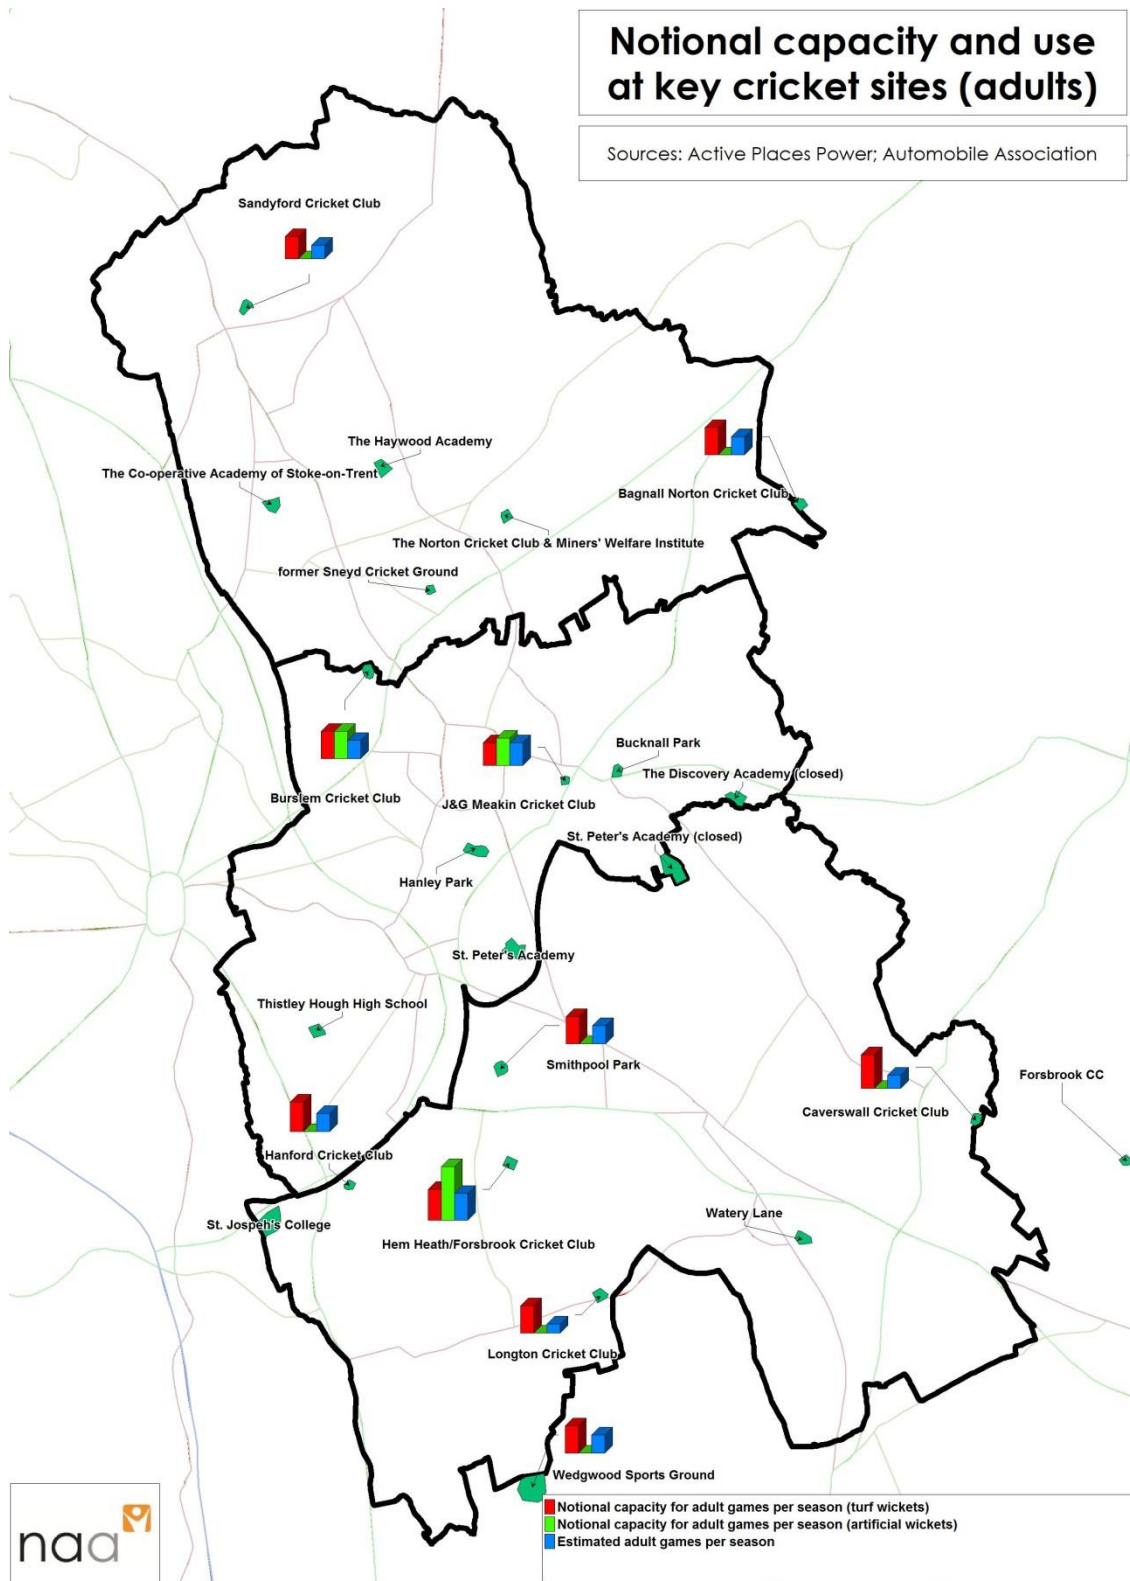 Notional capacity and use
at key cricket sites (adults)
Sources: Active Places Power; Automobile Association
Sandyford Cricket Club
The Haywood Academy
The Co-operative Academy of Stoke-on-Trent
Bagnall Norton Cricket Club
The Norton Cricket Club & Miners' Welfare Institute
former Sneyd Cricket Ground
Bucknall Park
The Discovery Academy (closed)
Burslem Cricket Club
J&G Meakin Cricket Club
St. Peter's Academy (closed)
Hanley Park
St. Peter's Academy
Thistley Hough High School
Smithpool Park
Forsbrook CC
Caverswall Cricket Club
Hanford Cricket Club
St. Jospeh's College
Watery Lane
Hem Heath/Forsbrook Cricket Club
Longton Cricket Club
Wedgwood Sports Ground
Notional capacity for adult games per season (turf wickets)
Notional capacity for adult games per season (artificial wickets)
Estimated adult games per season
naa